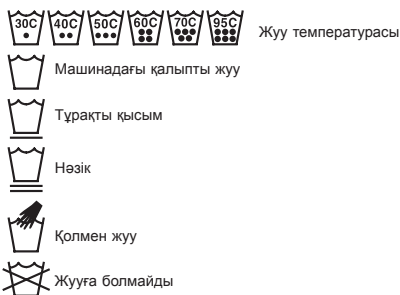 30C 40C 50C 60C 70C 95C Жуу температурасы
Машинадағы қалыпты жуу
Тұрақты қысым
Нәзік
Қолмен жуу
Жууға болмайды